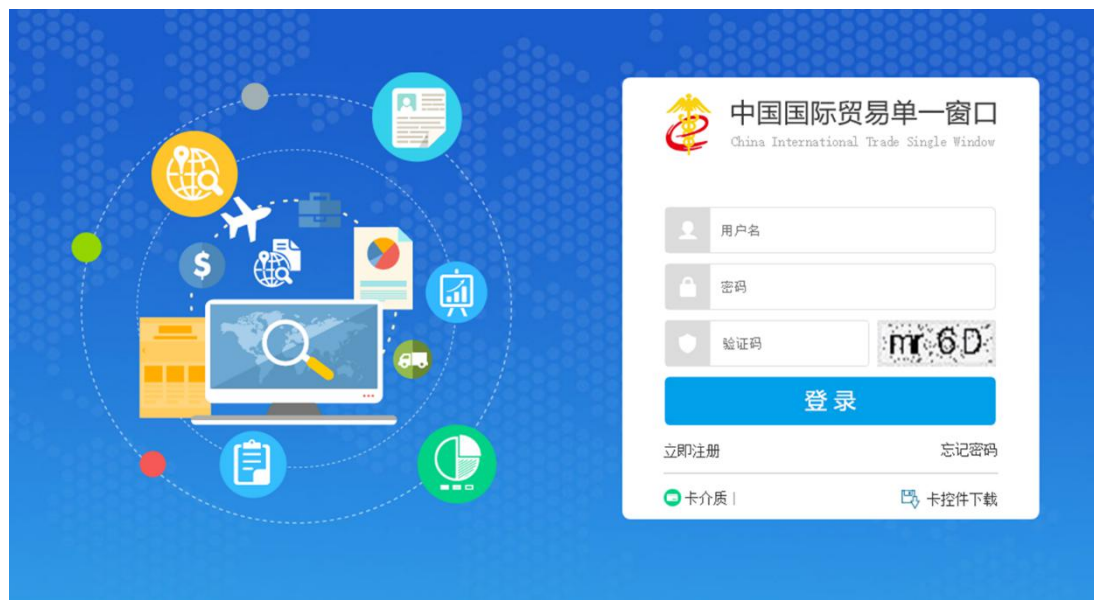 中国国际贸易单一窗口
China International Trade Single Window
用户名
密码
验证码
mr6D
登录
立即注册 忘记密码
卡介质 | 卡控件下载
$